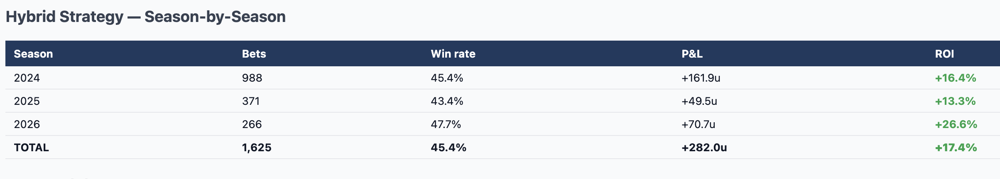 Hybrid Strategy — Season-by-Season
Season Bets Win rate P&L ROI
2024 988 45.4% +161.9u +16.4%
2025 371 43.4% +49.5u +13.3%
2026 266 47.7% +70.7u +26.6%
TOTAL 1,625 45.4% +282.0u +17.4%